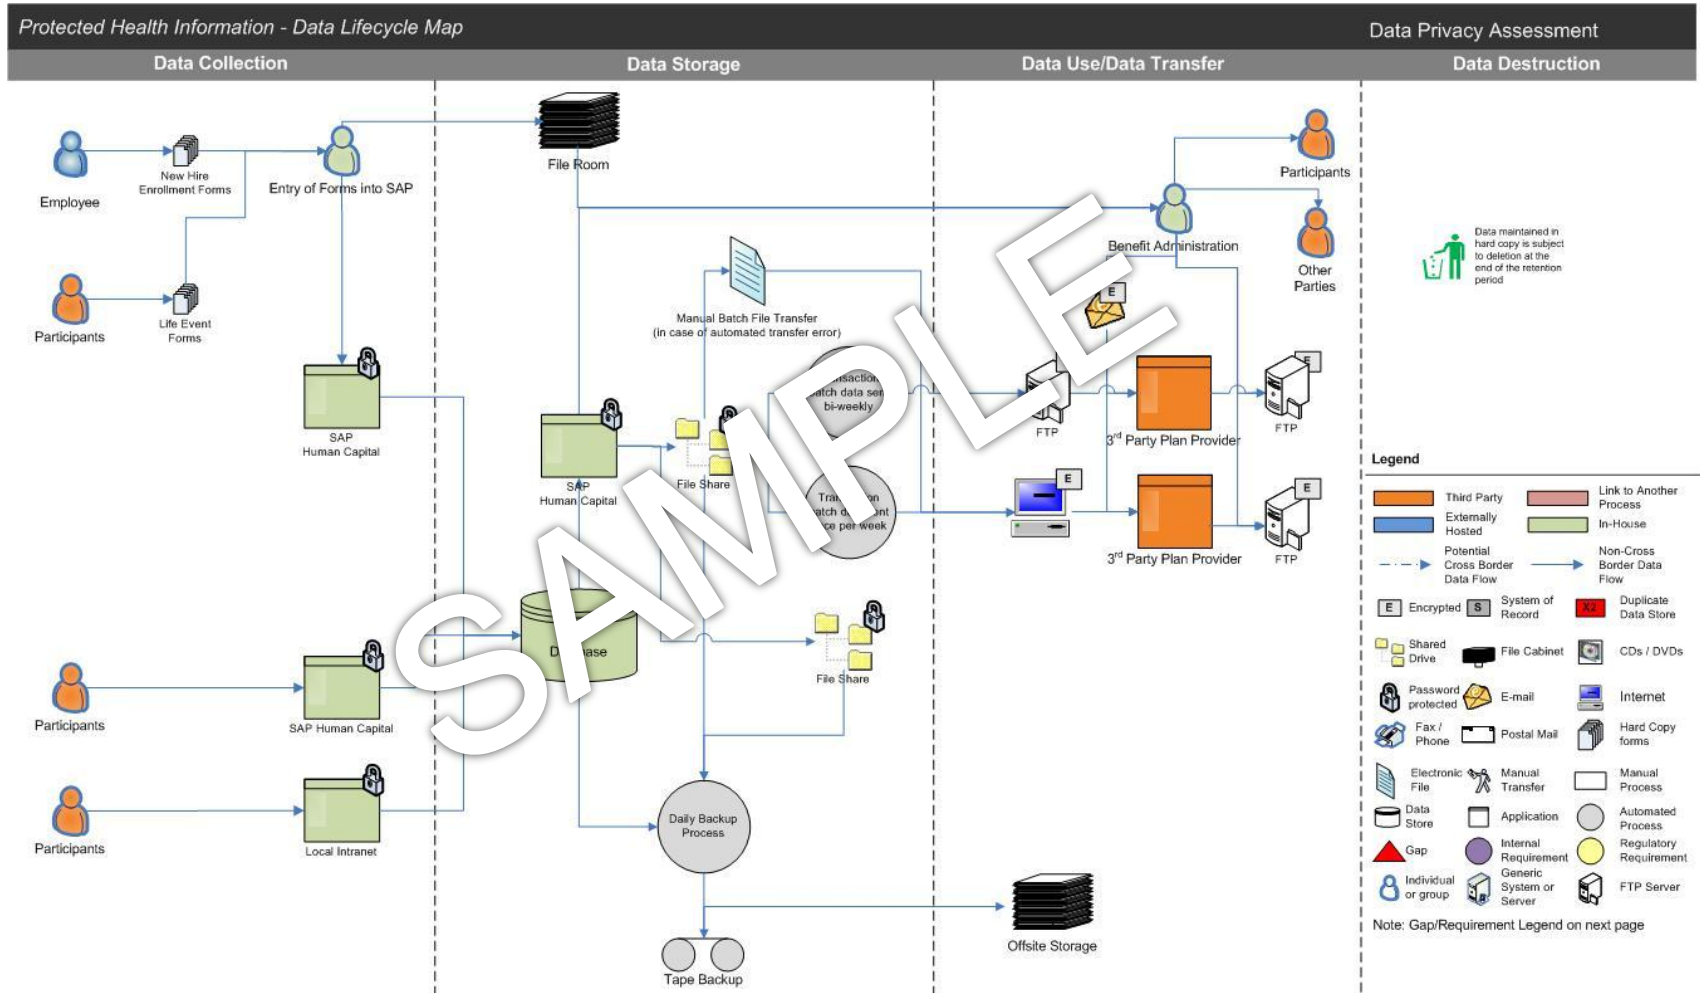 Protected Health Information - Data Lifecycle Map
Data Privacy Assessment
Data Collection
Data Storage
Data Use/Data Transfer
Data Destruction
Employee
New Hire
Enrollment Forms
Entry of Forms into SAP
Participants
Life Event
Forms
SAP
Human Capital
Participants
SAP Human Capital
Participants
Local Intranet
File Room
Manual Batch File Transfer
(in case of automated transfer error)
bi-weekly
SAP
Human Capital
File Share
per week
File Share
Daily Backup
Process
Tape Backup
Participants
Benefit Administration
Other
Parties
E
FTP
3rd Party Plan Provider
E
FTP
E
3rd Party Plan Provider
E
FTP
Offsite Storage
SAMPLE
Data maintained in
hard copy is subject
to deletion at the
end of the retention
period
Legend
Third Party
Link to Another
Process
Externally
Hosted
In-House
Potential
Cross Border
Data Flow
Non-Cross
Border Data
Flow
E
Encrypted
S
System of
Record
X2
Duplicate
Data Store
Shared
Drive
File Cabinet
CDs / DVDs
Password
protected
E-mail
Internet
Fax /
Phone
Postal Mail
Hard Copy
forms
Electronic
File
Manual
Transfer
Manual
Process
Data
Store
Application
Automated
Process
Gap
Internal
Requirement
Regulatory
Requirement
Individual
or group
Generic
System or
Server
FTP Server
Note: Gap/Requirement Legend on next page